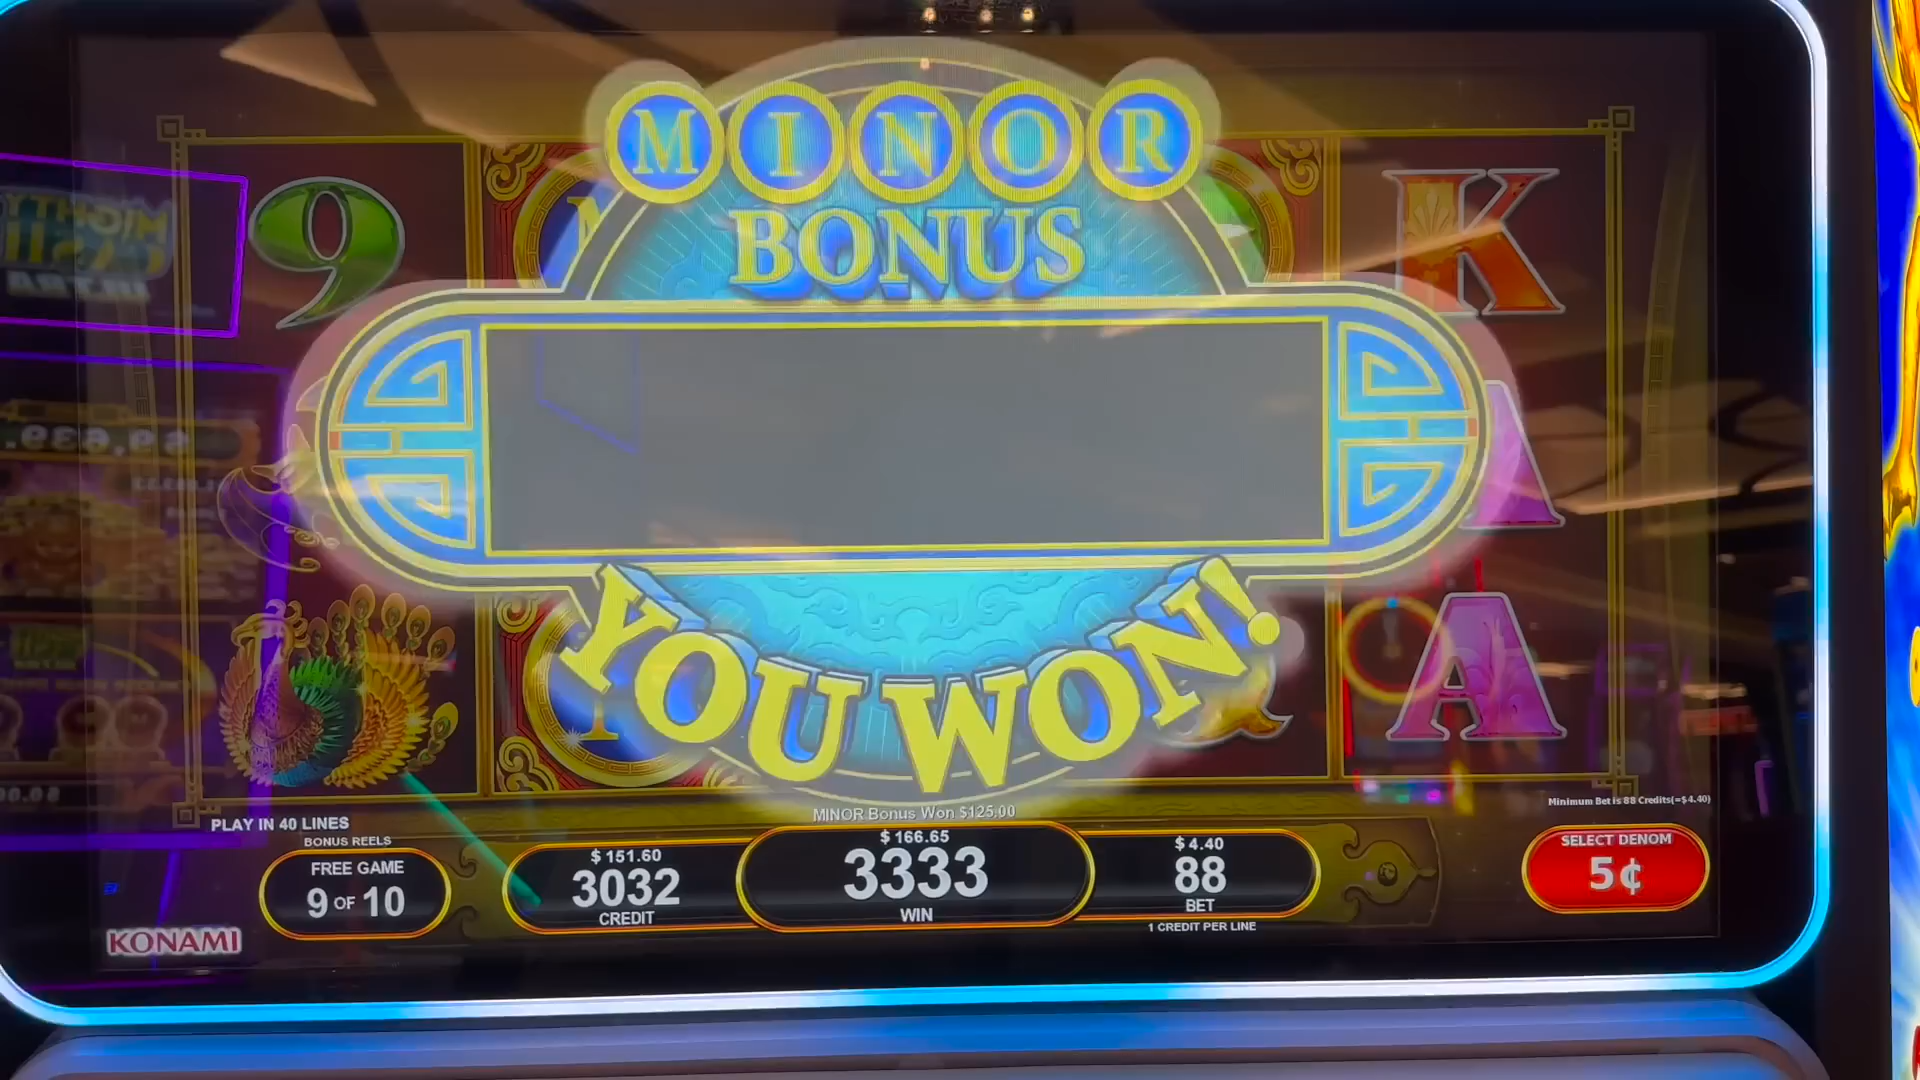 MINOR
BONUS
9
K
A
YOU WON!
A
MINOR Bonus Won $125.00
Minimum Bet is 88 Credits(=$4.40)
PLAY IN 40 LINES
BONUS REELS
FREE GAME
9 OF 10
$151.60
3032
CREDIT
$166.65
3333
WIN
$4.40
88
BET
1 CREDIT PER LINE
SELECT DENOM
5¢
KONAMI